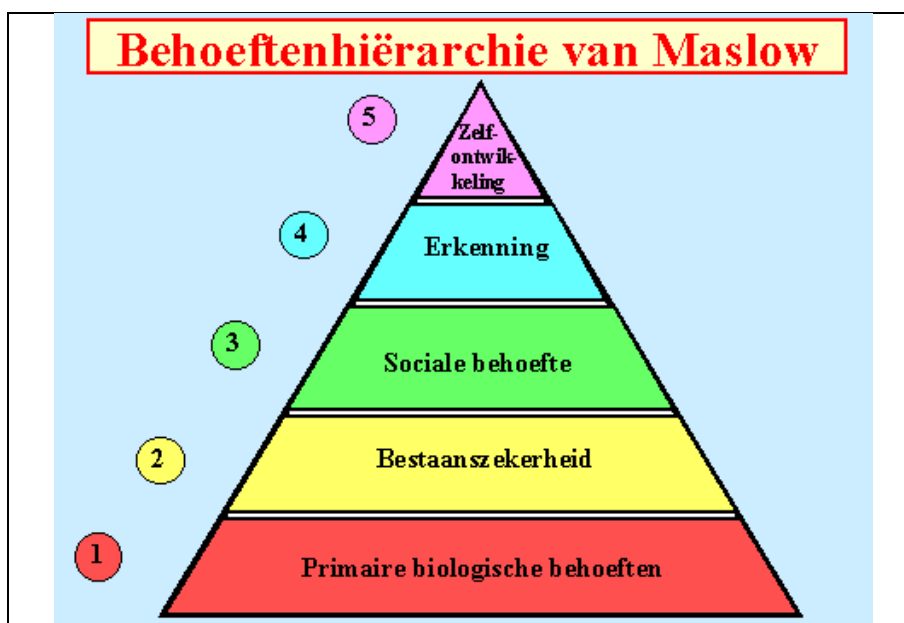 Behoeftenhiërarchie van Maslow
5
Zelf-
ontwik-
keling
4
Erkenning
3
Sociale behoefte
2
Bestaanszekerheid
1
Primaire biologische behoeften